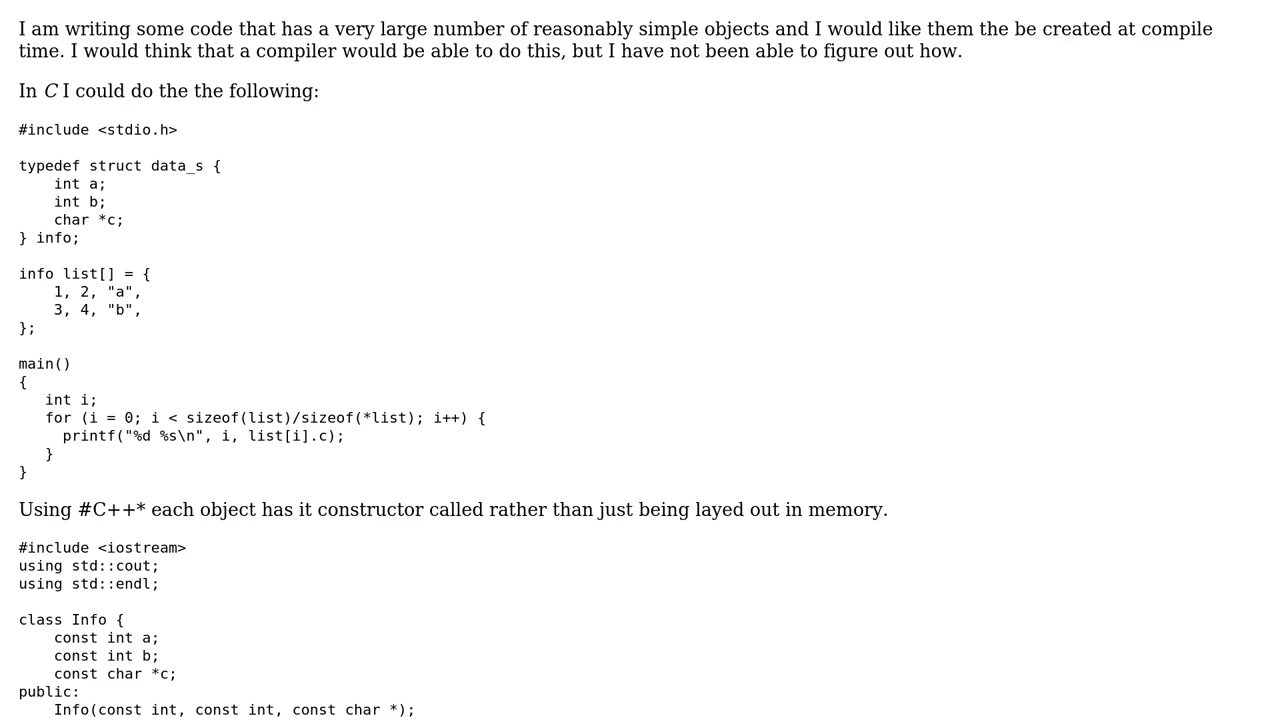 I am writing some code that has a very large number of reasonably simple objects and I would like them the be created at compile
time. I would think that a compiler would be able to do this, but I have not been able to figure out how.
In C I could do the the following:
#include <stdio.h>
typedef struct data_s {
    int a;
    int b;
    char *c;
} info;
info list[] = {
    1, 2, "a",
    3, 4, "b",
};
main()
{
   int i;
   for (i = 0; i < sizeof(list)/sizeof(*list); i++) {
     printf("%d %s\n", i, list[i].c);
   }
}
Using #C++* each object has it constructor called rather than just being layed out in memory.
#include <iostream>
using std::cout;
using std::endl;
class Info {
    const int a;
    const int b;
    const char *c;
public:
    Info(const int, const int, const char *);